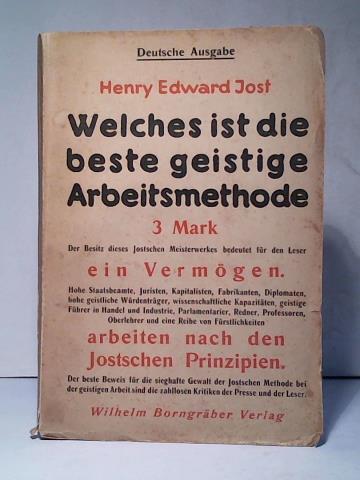 Deutsche Ausgabe
Henry Edward Jost
Welches ist die
beste geistige
Arbeitsmethode
3 Mark
Der Besitz dieses Jostschen Meisterwerkes bedeutet für den Leser
ein Vermögen.
Hohe Staatsbeamte, Juristen, Kapitalisten, Fabrikanten, Diplomaten,
hohe geistliche Würdenträger, wissenschaftliche Kapazitäten, geistige
Führer in Handel und Industrie, Parlamentarier, Redner, Professoren,
Oberlehrer und eine Reihe von Fürstlichkeiten
arbeiten nach den
Jostschen Prinzipien.
Der beste Beweis für die sieghafte Gewalt der Jostschen Methode bei
der geistigen Arbeit sind die zahllosen Kritiken der Presse und der Leser.
Wilhelm Borngräber Verlag